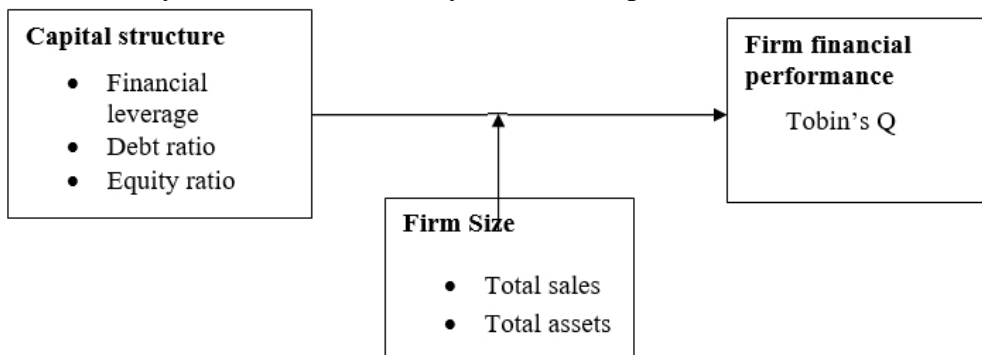 Capital structure
• Financial
leverage
• Debt ratio
• Equity ratio
Firm financial
performance
Tobin’s Q
Firm Size
• Total sales
• Total assets